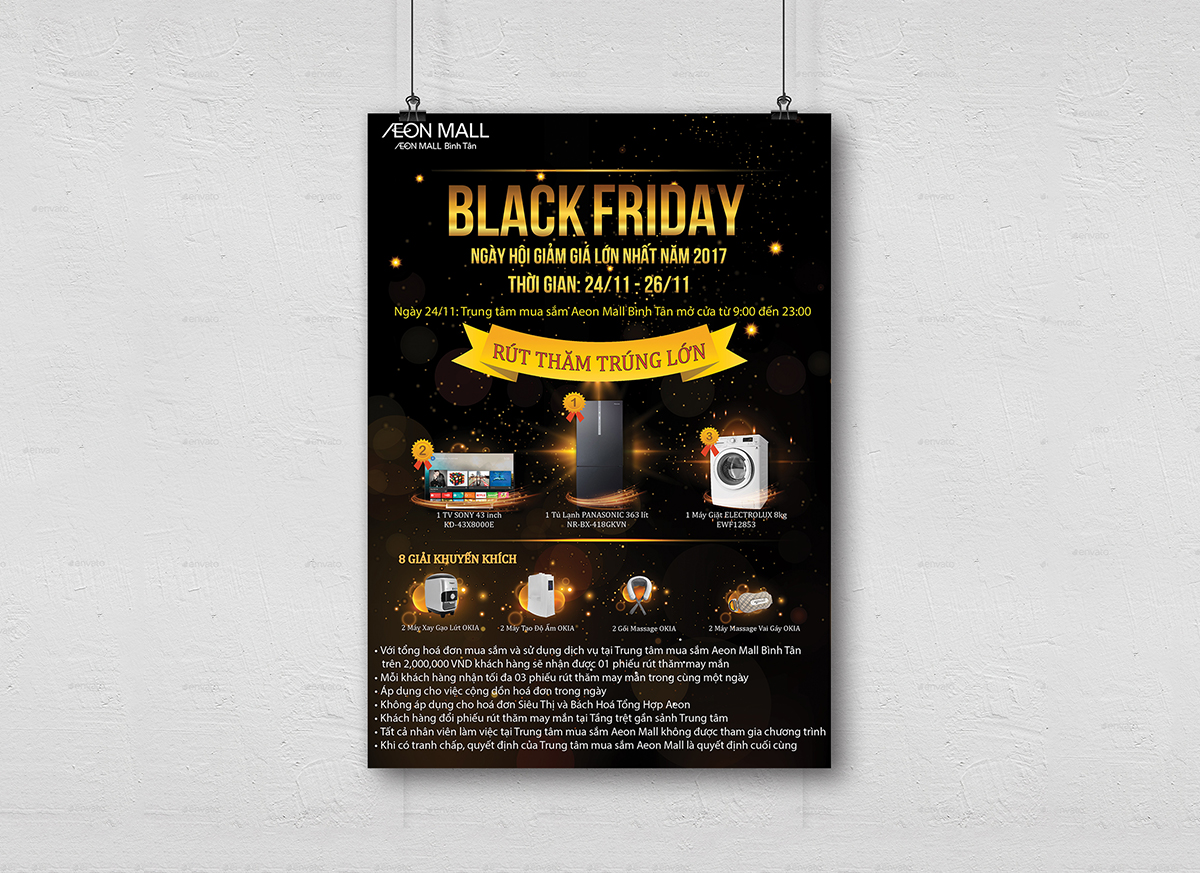 ÆON MALL
ÆON MALL Bình Tân
BLACK FRIDAY
NGÀY HỘI GIẢM GIÁ LỚN NHẤT NĂM 2017
THỜI GIAN: 24/11 - 26/11
Ngày 24/11: Trung tâm mua sắm Aeon Mall Bình Tân mở cửa từ 9:00 đến 23:00
RÚT THĂM TRÚNG LỚN
1
2
3
1 TV SONY 43 inch
KD-43X8000E
1 Tủ Lạnh PANASONIC 363 lít
NR-BX-418GKVN
1 Máy Giặt ELECTROLUX 8kg
EWF12853
8 GIẢI KHUYẾN KHÍCH
2 Máy Xay Gạo Lứt OKIA
2 Máy Tạo Độ Ẩm OKIA
2 Gối Massage OKIA
2 Máy Massage Vai Gáy OKIA
• Với tổng hoá đơn mua sắm và sử dụng dịch vụ tại Trung tâm mua sắm Aeon Mall Bình Tân
trên 2,000,000 VND khách hàng sẽ nhận được 01 phiếu rút thăm may mắn
• Mỗi khách hàng nhận tối đa 03 phiếu rút thăm may mắn trong cùng một ngày
• Áp dụng cho việc cộng dồn hoá đơn trong ngày
• Không áp dụng cho hoá đơn Siêu Thị và Bách Hoá Tổng Hợp Aeon
• Khách hàng đổi phiếu rút thăm may mắn tại Tầng trệt gần sảnh Trung tâm
• Tất cả nhân viên làm việc tại Trung tâm mua sắm Aeon Mall không được tham gia chương trình
• Khi có tranh chấp, quyết định của Trung tâm mua sắm Aeon Mall là quyết định cuối cùng